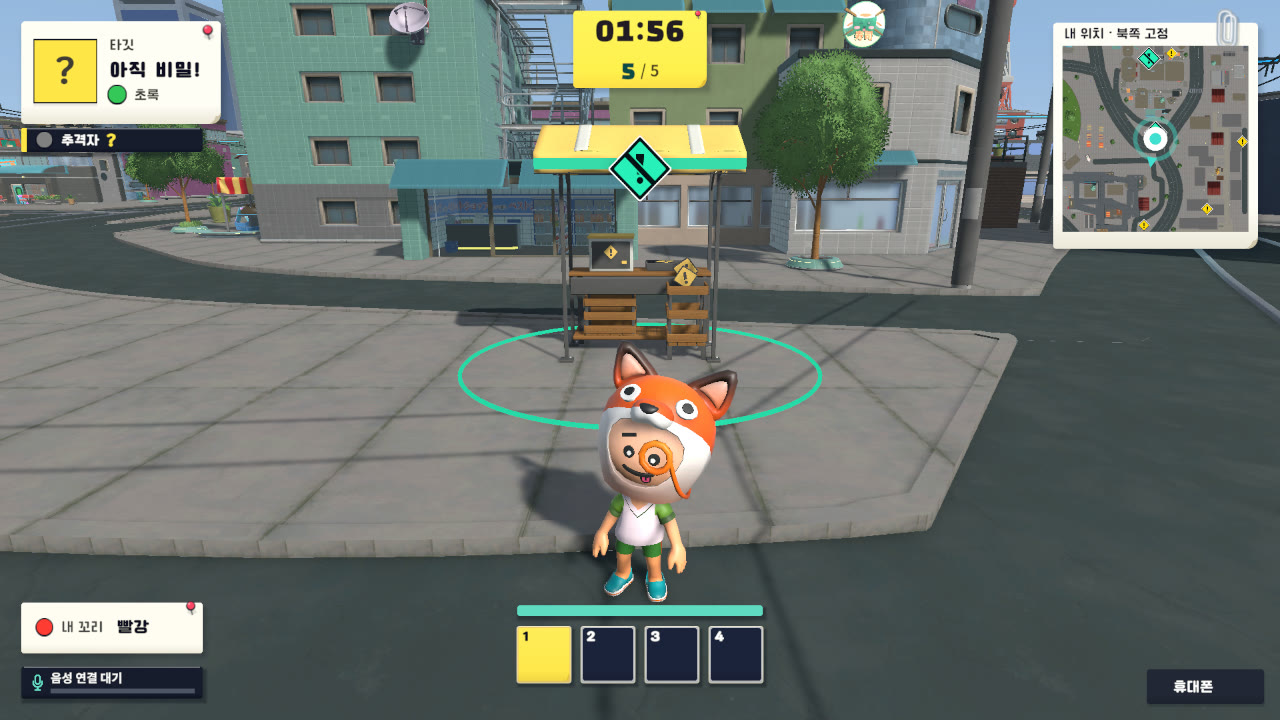 ?
타깃
아직 비밀!
초록
추격자 ?
01:56
5 / 5
내 위치 · 북쪽 고정
내 꼬리 빨강
음성 연결 대기
1
2
3
4
휴대폰